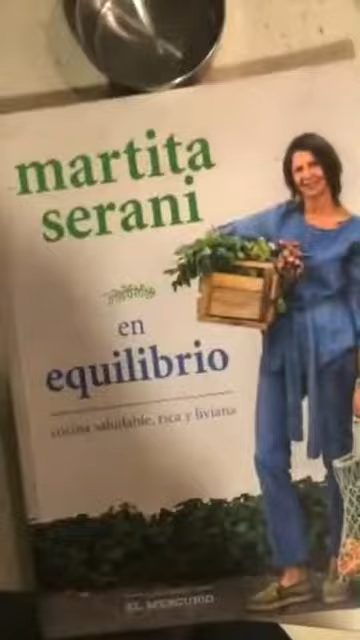 martita
serani
en
equilibrio
cocina saludable, rica y liviana
EL MERCURIO